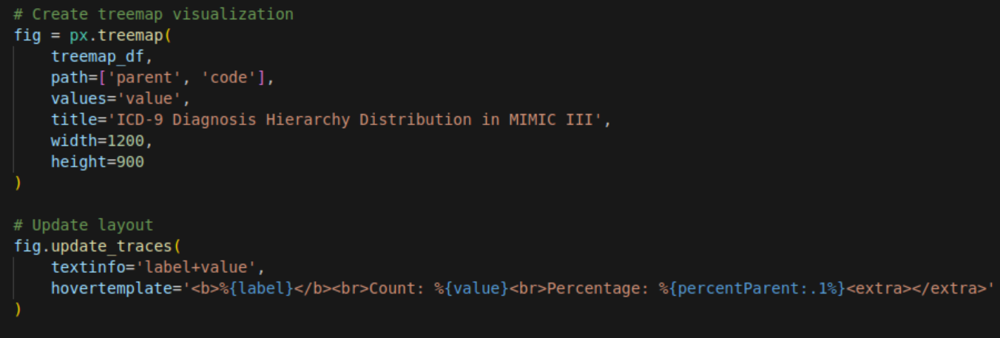 # Create treemap visualization
fig = px.treemap(
    treemap_df,
    path=['parent', 'code'],
    values='value',
    title='ICD-9 Diagnosis Hierarchy Distribution in MIMIC III',
    width=1200,
    height=900
)

# Update layout
fig.update_traces(
    textinfo='label+value',
    hovertemplate='<b>%{label}</b><br>Count: %{value}<br>Percentage: %{percentParent:.1%}<extra></extra>'
)